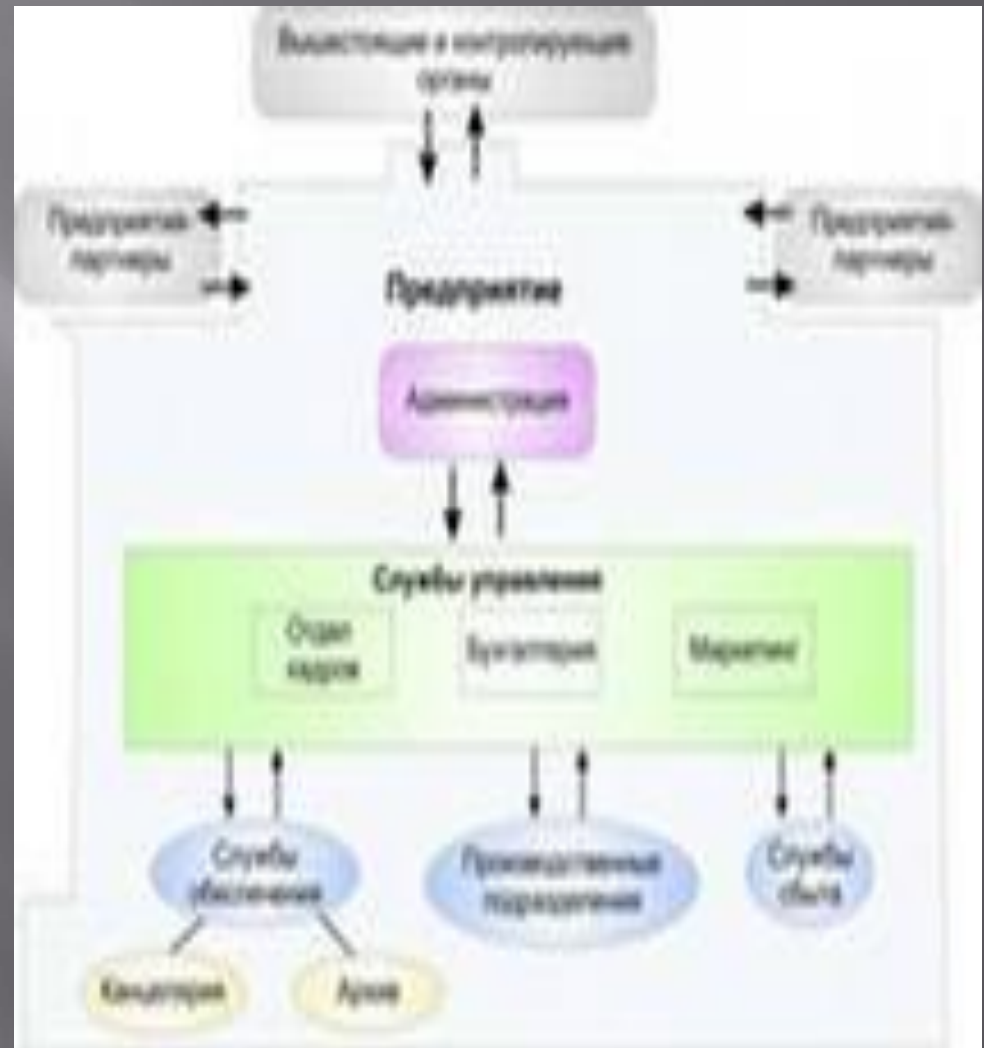 Вышестоящие и контролирующие
органы
Предприятия-
партнеры
Предприятия-
партнеры
Предприятие
Администрация
Службы управления
Отдел
кадров
Бухгалтерия
Маркетинг
Службы
обеспечения
Производственные
подразделения
Службы
сбыта
Канцелярия
Архив